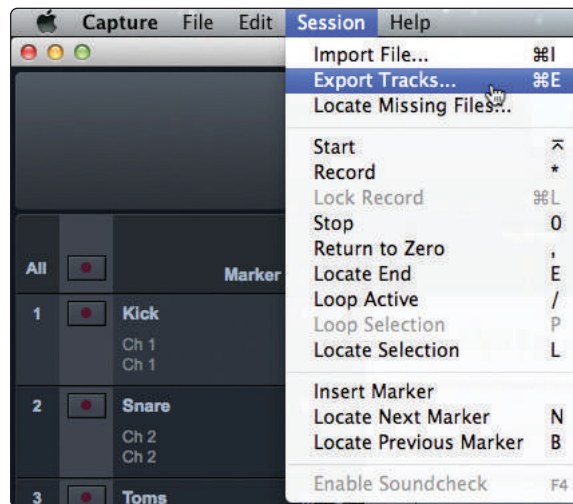 Capture File Edit Session Help
Import File... ⌘I
Export Tracks... ⌘E
Locate Missing Files...
Start ⌅
Record *
Lock Record ⌘L
Stop 0
Return to Zero ,
Locate End E
Loop Active /
Loop Selection P
Locate Selection L
Insert Marker
Locate Next Marker N
Locate Previous Marker B
Enable Soundcheck F4
All Marker
1 Kick
Ch 1
Ch 1
2 Snare
Ch 2
Ch 2
3 Toms